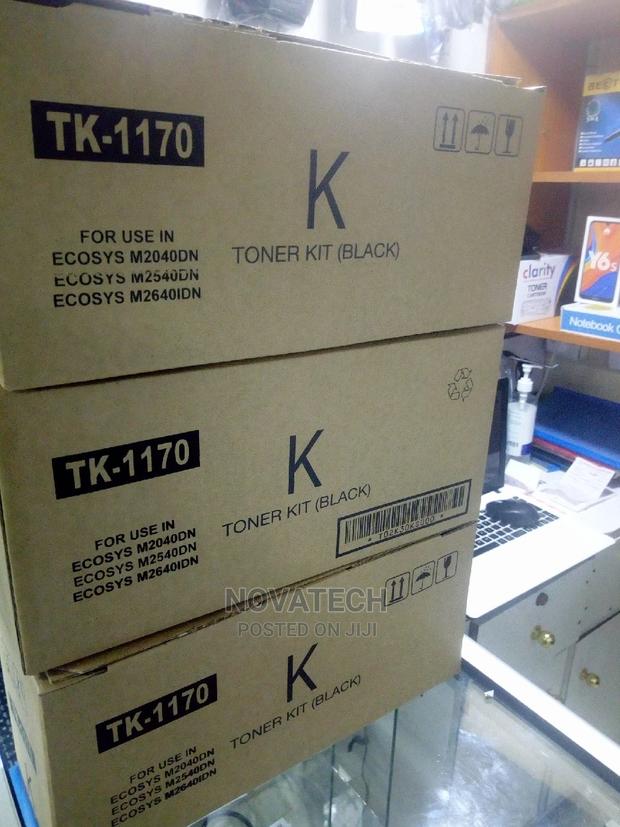 TK-1170
K
TONER KIT (BLACK)
FOR USE IN
ECOSYS M2040DN
ECOSYS M2540DN
ECOSYS M2640IDN
TK-1170
K
TONER KIT (BLACK)
FOR USE IN
ECOSYS M2040DN
ECOSYS M2540DN
ECOSYS M2640IDN
TK-1170
K
TONER KIT (BLACK)
FOR USE IN
ECOSYS M2040DN
ECOSYS M2540DN
ECOSYS M2640IDN
NOVATECH
POSTED ON JIJI
clarity
TONER
CARTRIDGE
Y6s
Notebook